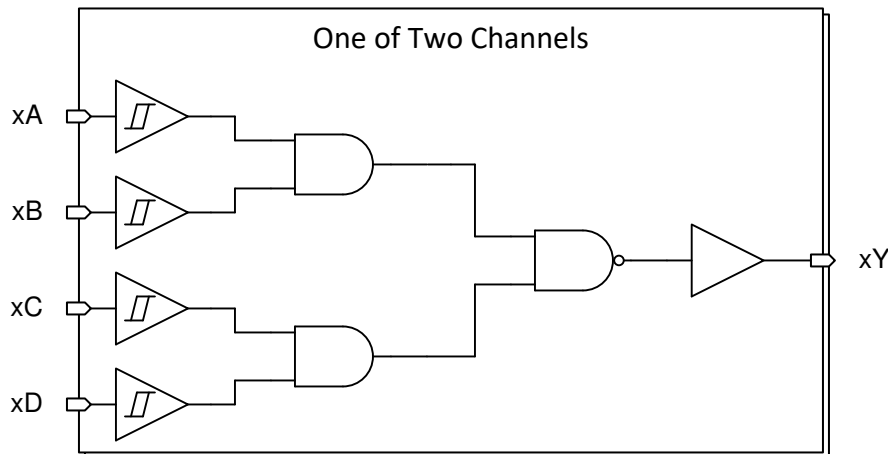 One of Two Channels
xA
xB
xY
xC
xD